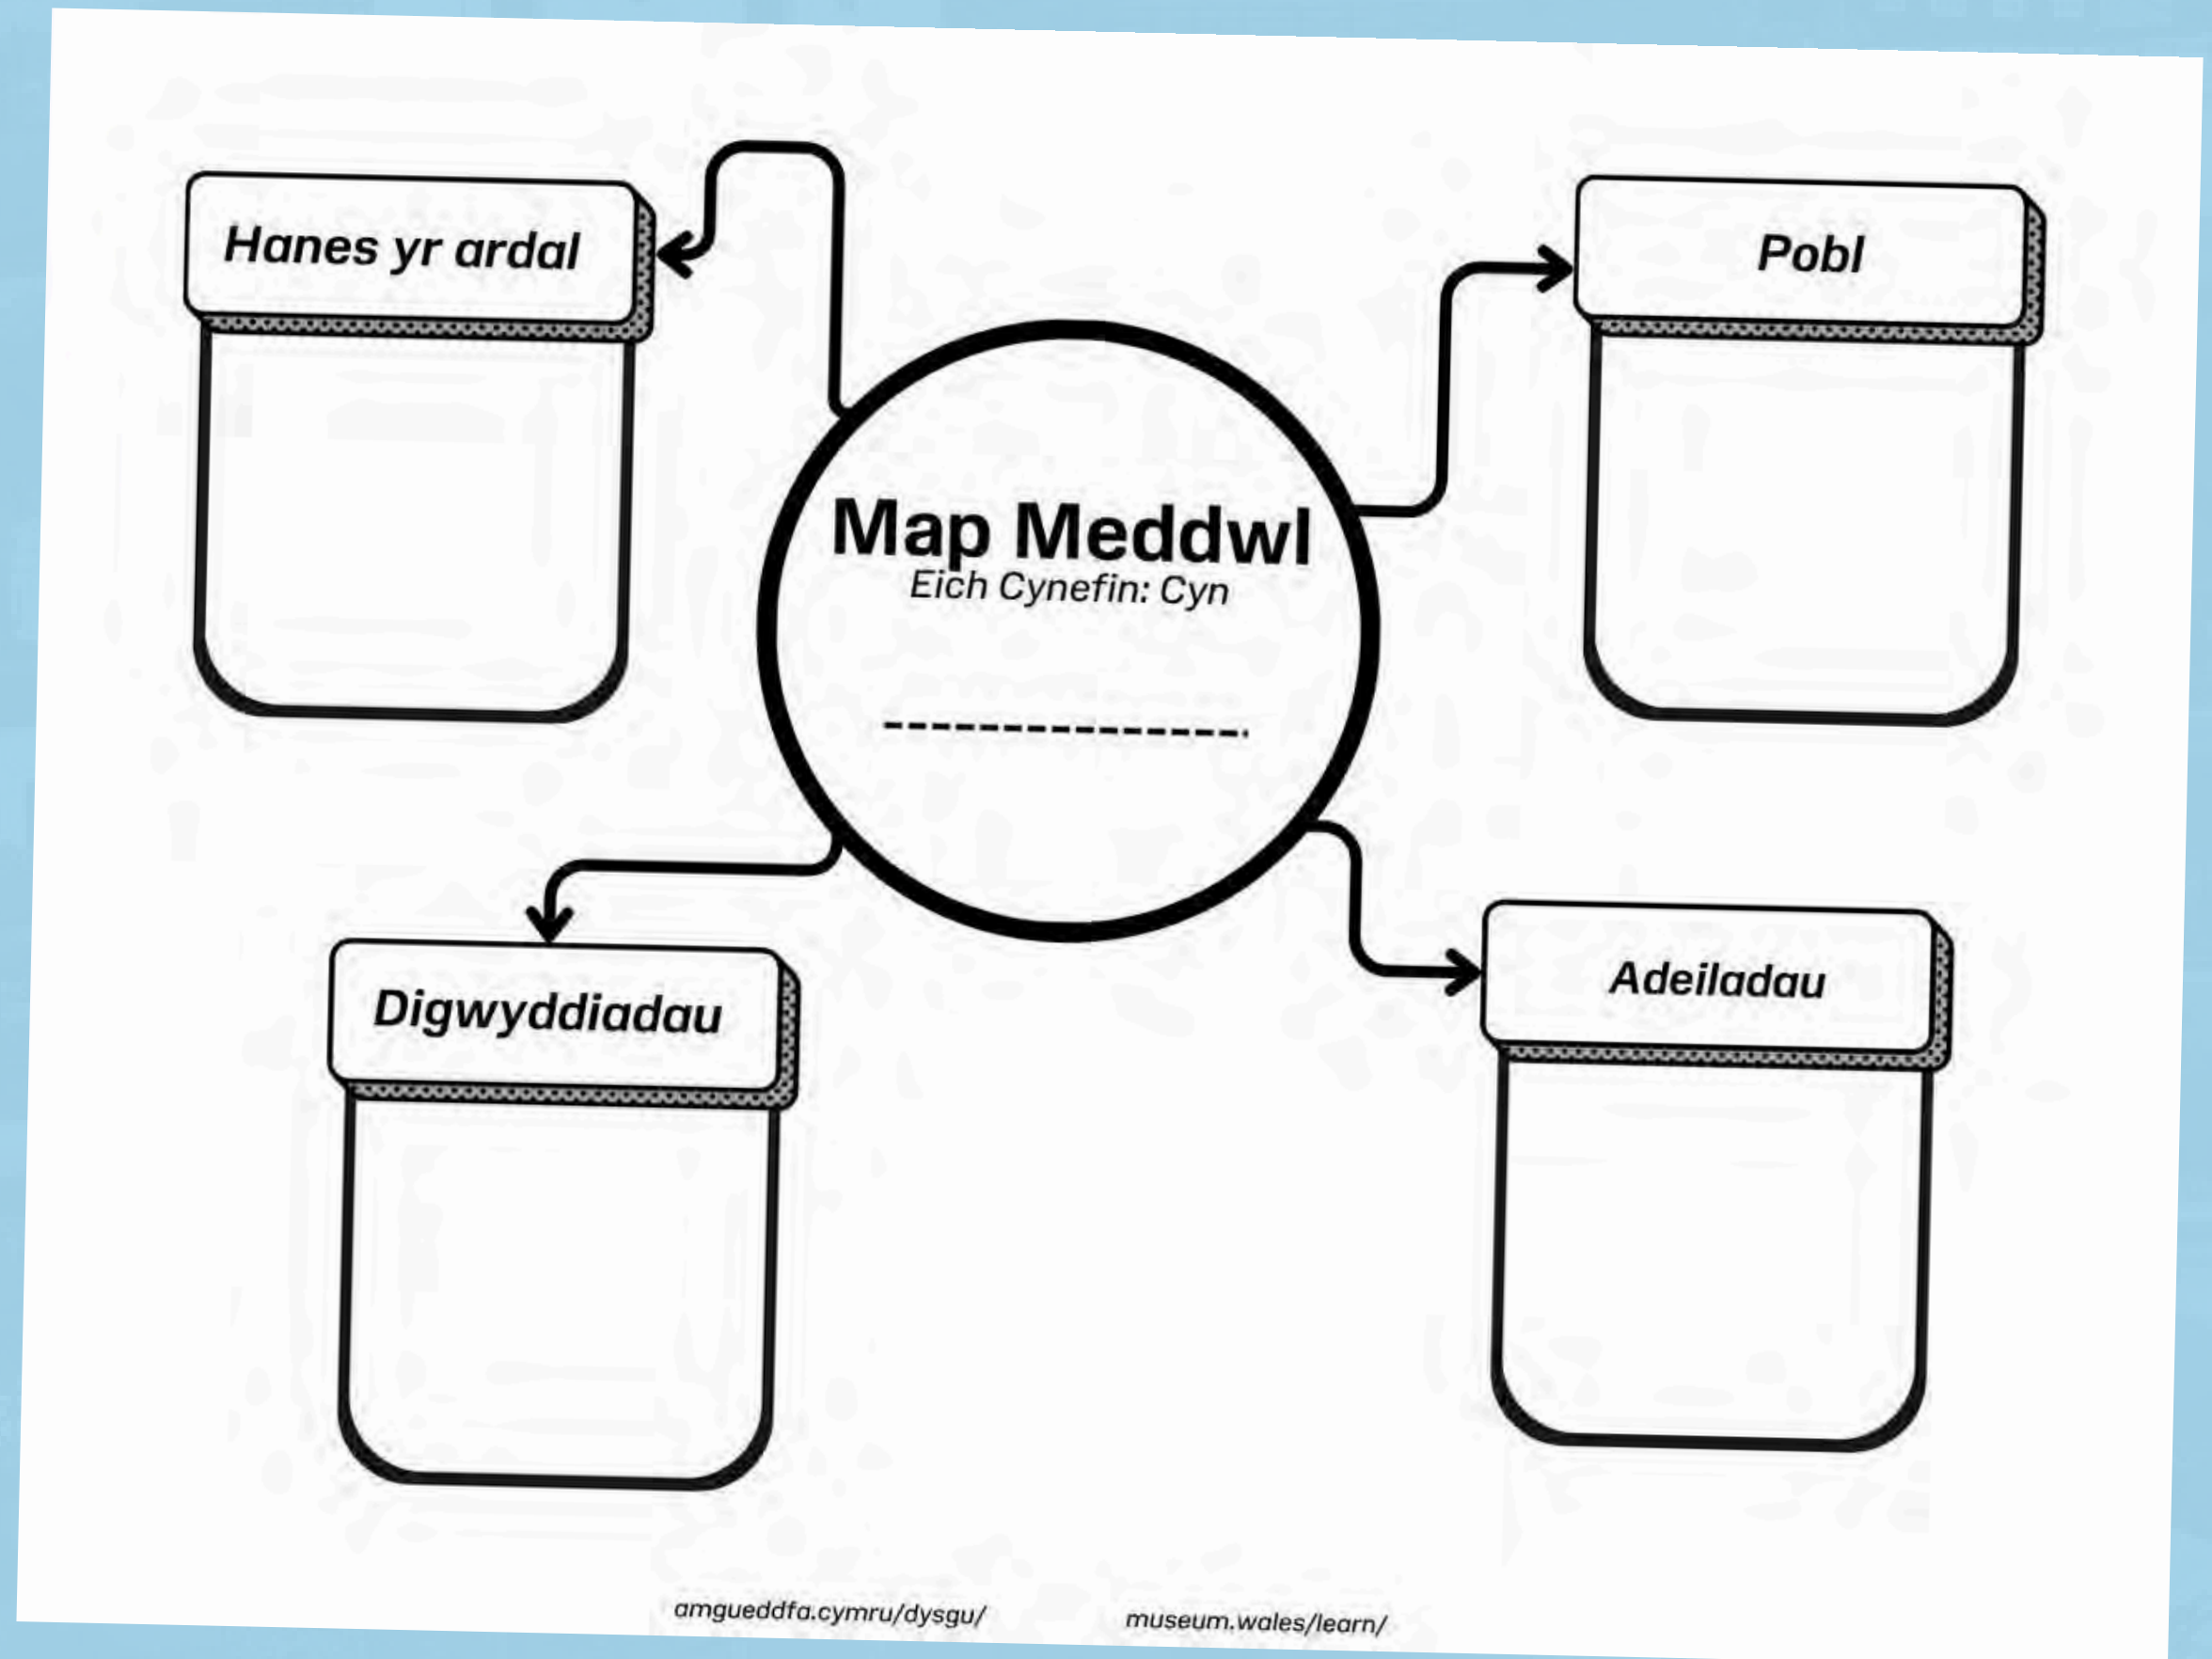 Hanes yr ardal
Pobl
Map Meddwl
Eich Cynefin: Cyn
Digwyddiadau
Adeiladau
amgueddfa.cymru/dysgu/
museum.wales/learn/